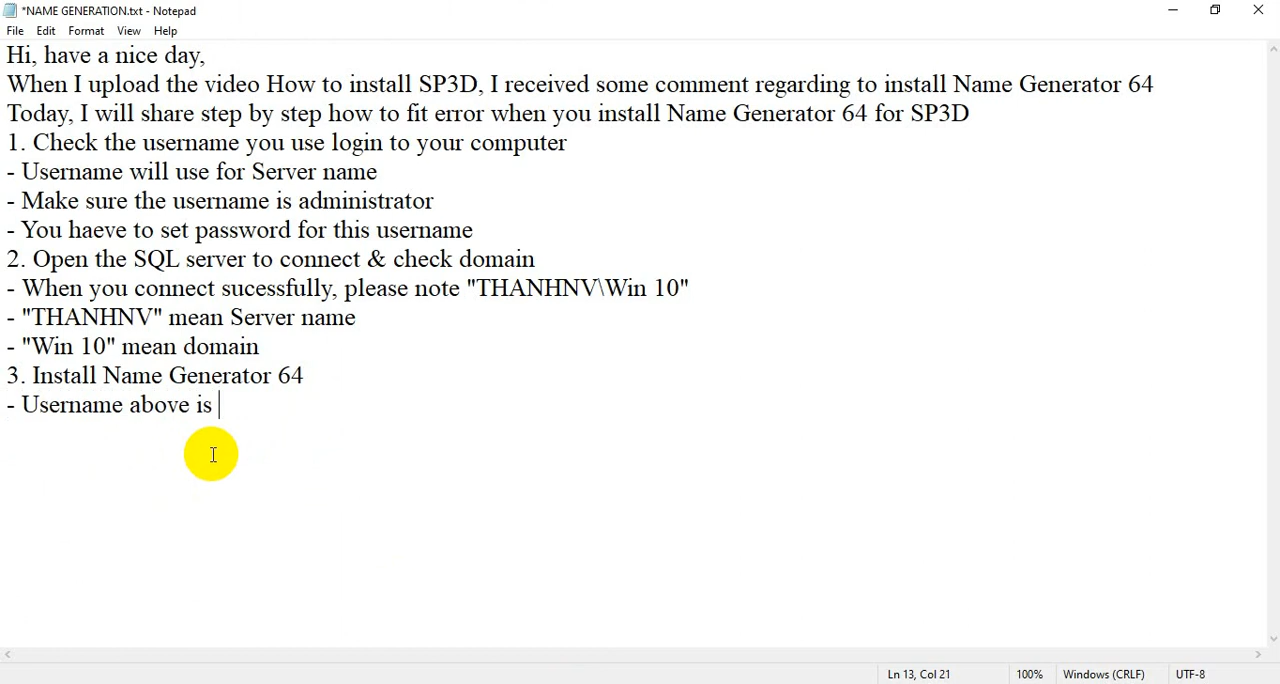 *NAME GENERATION.txt - Notepad
File Edit Format View Help
Hi, have a nice day,
When I upload the video How to install SP3D, I received some comment regarding to install Name Generator 64
Today, I will share step by step how to fit error when you install Name Generator 64 for SP3D
1. Check the username you use login to your computer
- Username will use for Server name
- Make sure the username is administrator
- You haeve to set password for this username
2. Open the SQL server to connect & check domain
- When you connect sucessfully, please note "THANHNV\Win 10"
- "THANHNV" mean Server name
- "Win 10" mean domain
3. Install Name Generator 64
- Username above is
Ln 13, Col 21 100% Windows (CRLF) UTF-8